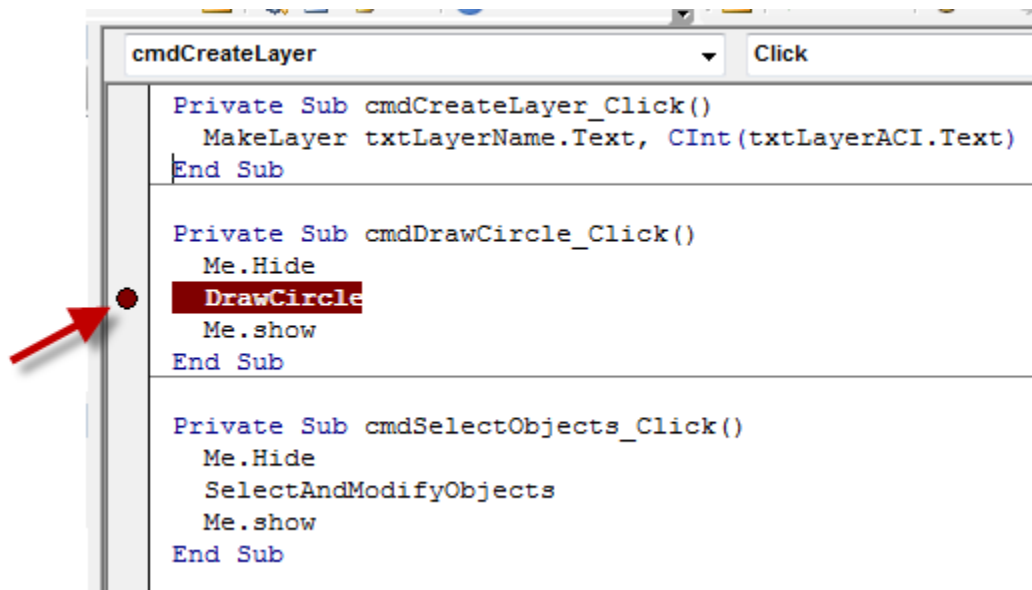 cmdCreateLayer Click
Private Sub cmdCreateLayer_Click()
MakeLayer txtLayerName.Text, CInt(txtLayerACI.Text)
End Sub
Private Sub cmdDrawCircle_Click()
Me.Hide
DrawCircle
Me.show
End Sub
Private Sub cmdSelectObjects_Click()
Me.Hide
SelectAndModifyObjects
Me.show
End Sub